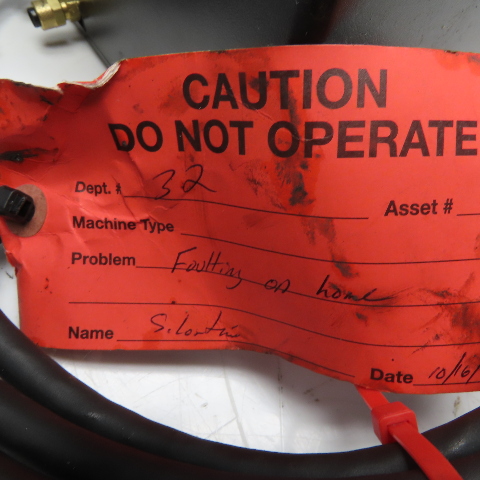 CAUTION
DO NOT OPERATE
Dept. # 32 Asset #
Machine Type
Problem Faulting on home
Name
Date 10/16/